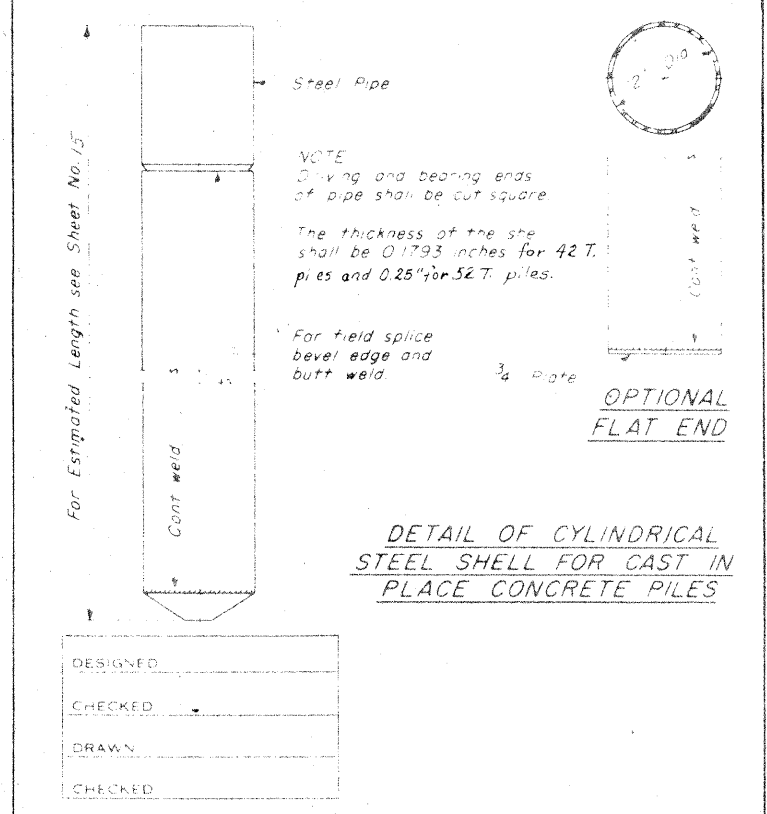 For Estimated Length see Sheet No. 15
Steel Pipe
NOTE
and bearing ends
of pipe shall be cut square.
The thickness of the
shall be 0.1793 inches for 42 T.
and 0.25" for 52 T. piles.
For field splice
bevel edge and
butt weld.
Cont weld
Dia
Cont weld
3/4 Plate
OPTIONAL
FLAT END
DETAIL OF CYLINDRICAL
STEEL SHELL FOR CAST IN
PLACE CONCRETE PILES
DESIGNED
CHECKED
DRAWN
CHECKED